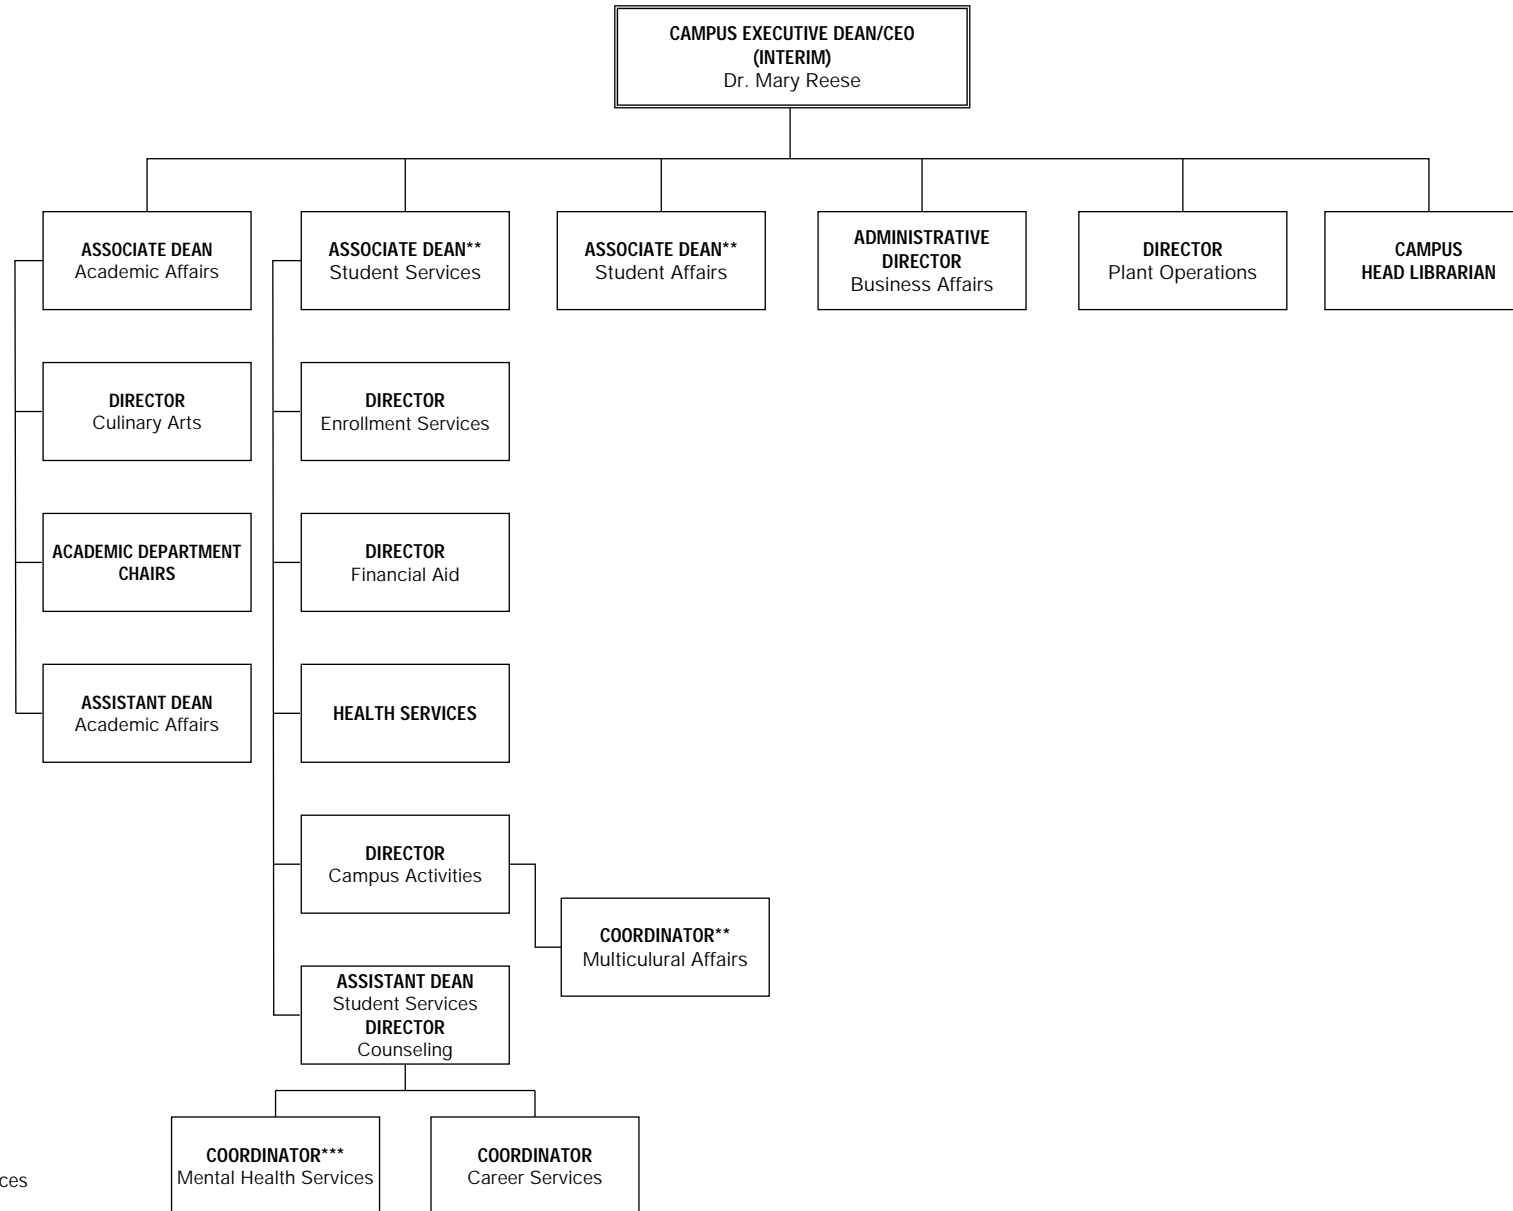 CAMPUS EXECUTIVE DEAN/CEO
(INTERIM)
Dr. Mary Reese
ASSOCIATE DEAN
Academic Affairs
ASSOCIATE DEAN**
Student Services
ASSOCIATE DEAN**
Student Affairs
ADMINISTRATIVE
DIRECTOR
Business Affairs
DIRECTOR
Plant Operations
CAMPUS
HEAD LIBRARIAN
DIRECTOR
Culinary Arts
DIRECTOR
Enrollment Services
ACADEMIC DEPARTMENT
CHAIRS
DIRECTOR
Financial Aid
ASSISTANT DEAN
Academic Affairs
HEALTH SERVICES
DIRECTOR
Campus Activities
COORDINATOR**
Multiculural Affairs
ASSISTANT DEAN
Student Services
DIRECTOR
Counseling
COORDINATOR***
Mental Health Services
COORDINATOR
Career Services
ces